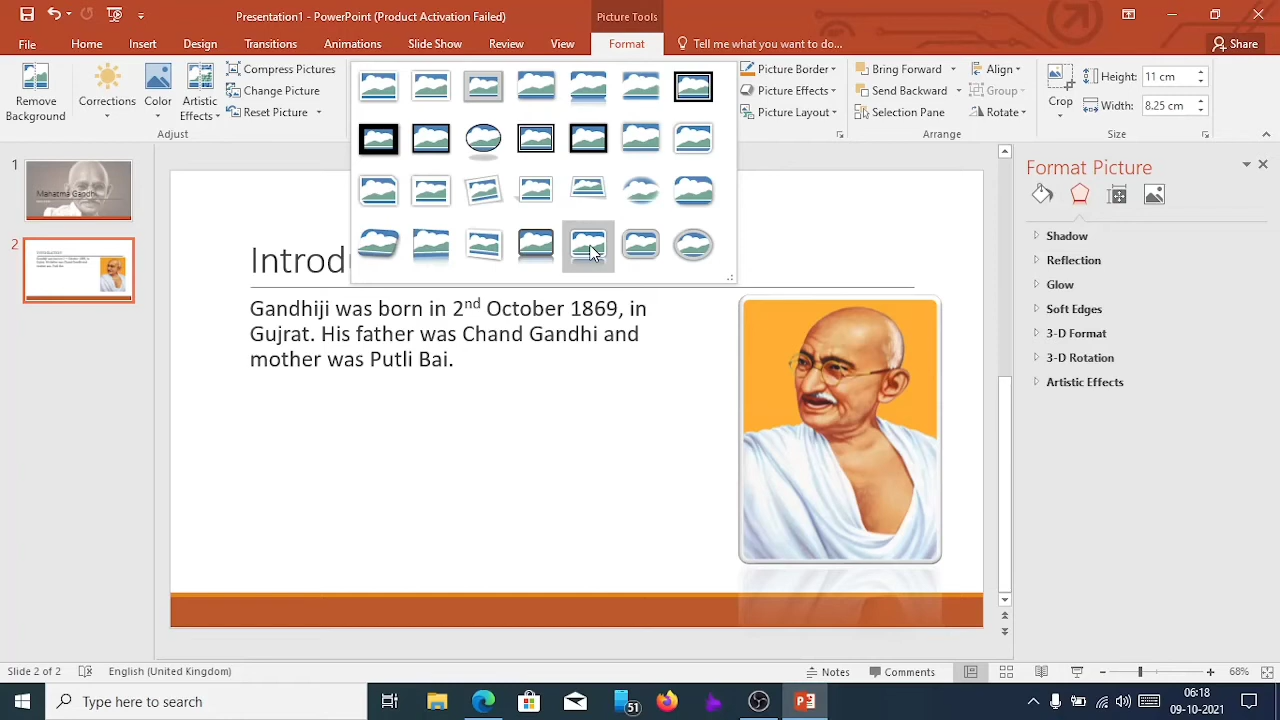 Presentation1 - PowerPoint (Product Activation Failed)
Picture Tools
File
Home
Insert
Design
Transitions
Animations
Slide Show
Review
View
Format
Tell me what you want to do...
Share
Remove
Background
Corrections
Color
Artistic
Effects
Compress Pictures
Change Picture
Reset Picture
Adjust
Picture Border
Picture Effects
Picture Layout
Bring Forward
Send Backward
Selection Pane
Align
Group
Rotate
Arrange
Crop
Height: 11 cm
Width: 8.25 cm
Size
1
Mahatma Gandhi
2
Introd
Gandhiji was born in 2nd October 1869, in
Gujrat. His father was Chand Gandhi and
mother was Putli Bai.
Format Picture
Shadow
Reflection
Glow
Soft Edges
3-D Format
3-D Rotation
Artistic Effects
Slide 2 of 2
English (United Kingdom)
Notes
Comments
68%
Type here to search
51
06:18
09-10-2021